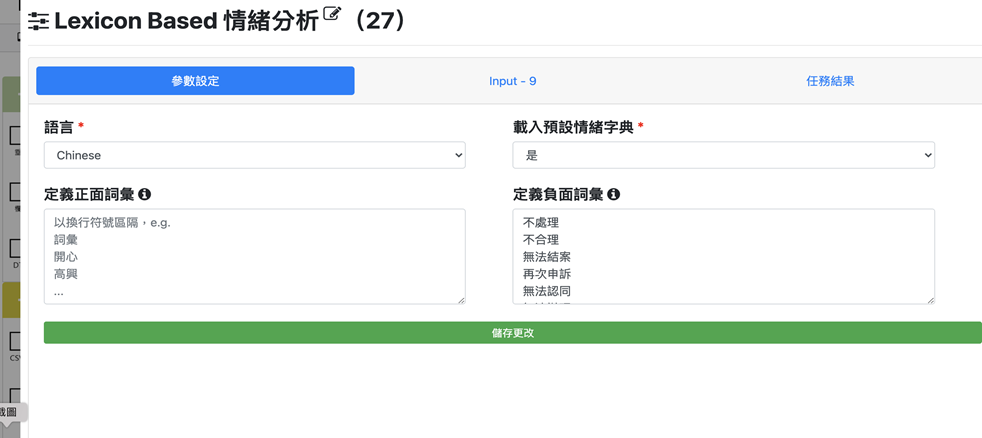 Lexicon Based 情緒分析 （27）
參數設定
Input - 9
任務結果
語言 *
載入預設情緒字典 *
Chinese
是
定義正面詞彙
定義負面詞彙
以換行符號區隔，e.g.
詞彙
開心
高興
...
不處理
不合理
無法結案
再次申訴
無法認同
儲存更改